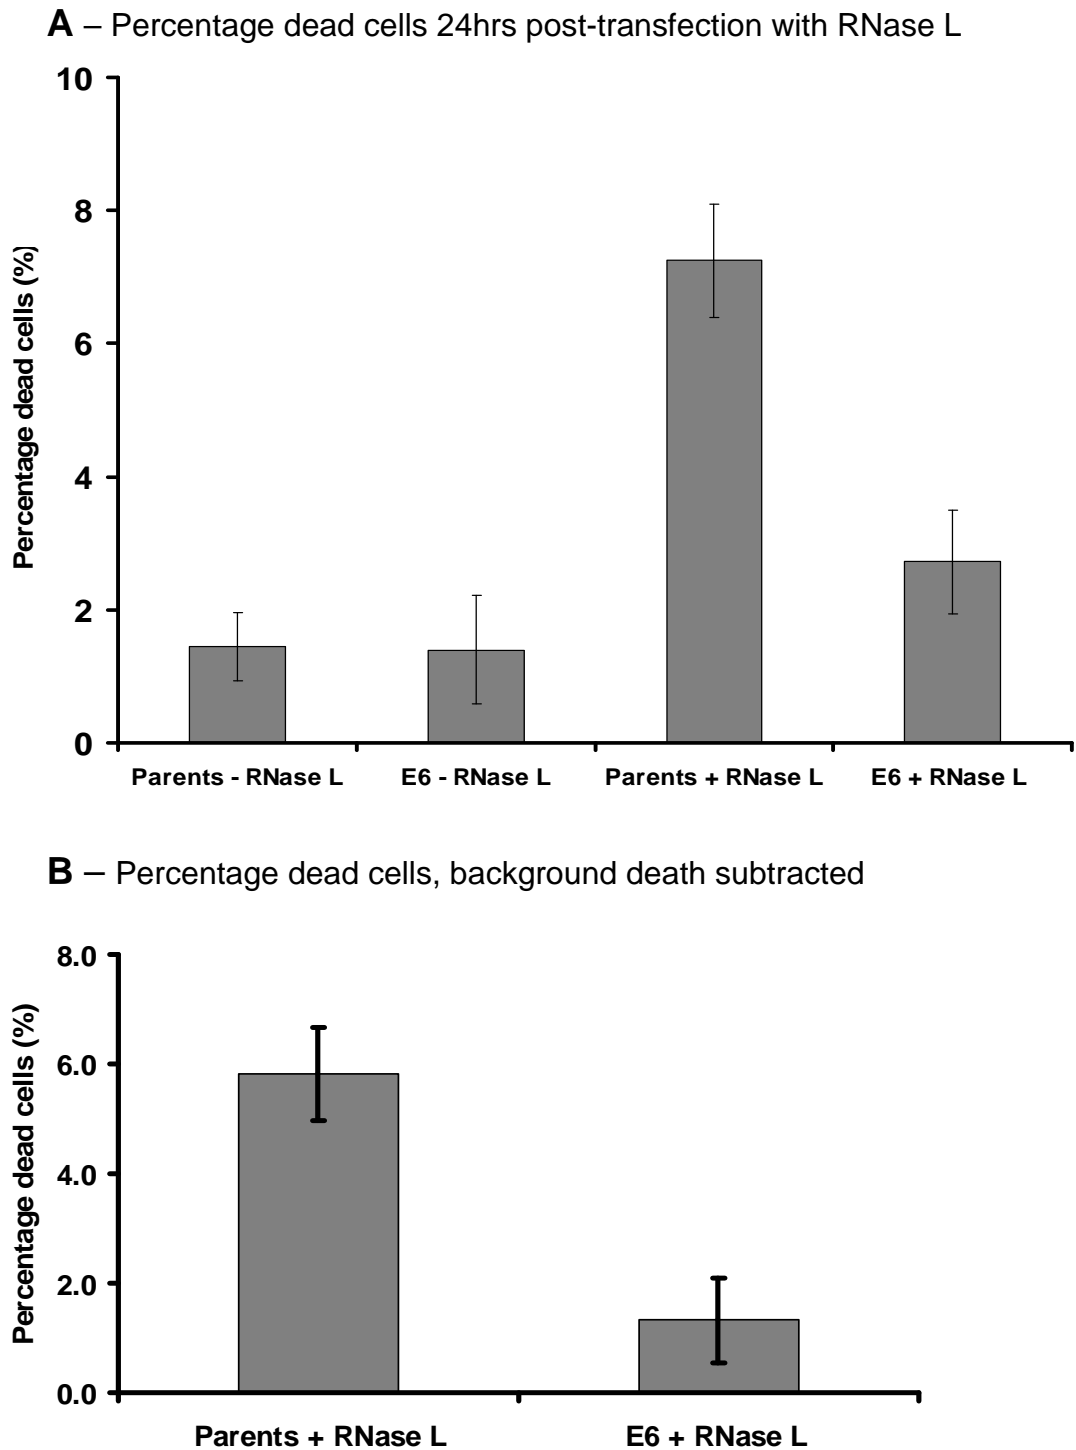 A – Percentage dead cells 24hrs post-transfection with RNase L
10
8
6
4
2
0
Percentage dead cells (%)
Parents - RNase L
E6 - RNase L
Parents + RNase L
E6 + RNase L
B – Percentage dead cells, background death subtracted
8.0
6.0
4.0
2.0
0.0
Percentage dead cells (%)
Parents + RNase L
E6 + RNase L